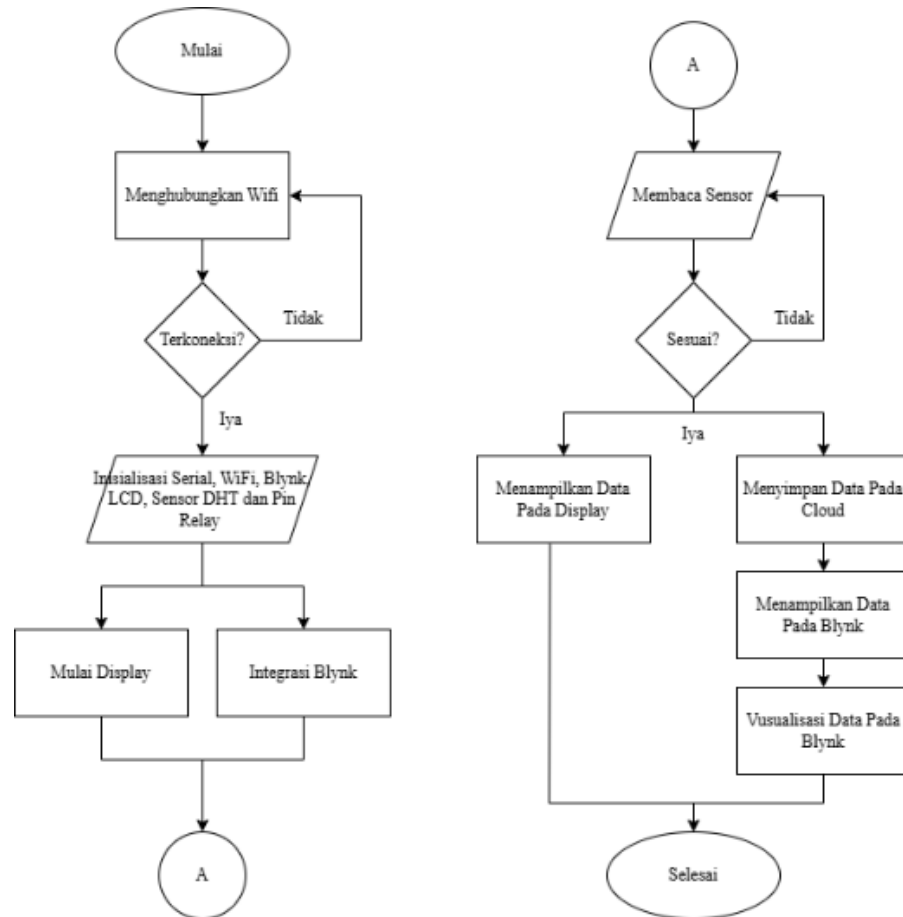 Mulai
Menghubungkan Wifi
Terkoneksi?
Tidak
Iya
Inisialisasi Serial, WiFi, Blynk,
LCD, Sensor DHT dan Pin
Relay
Mulai Display
Integrasi Blynk
A
A
Membaca Sensor
Sesuai?
Tidak
Iya
Menampilkan Data
Pada Display
Menyimpan Data Pada
Cloud
Menampilkan Data
Pada Blynk
Vusualisasi Data Pada
Blynk
Selesai